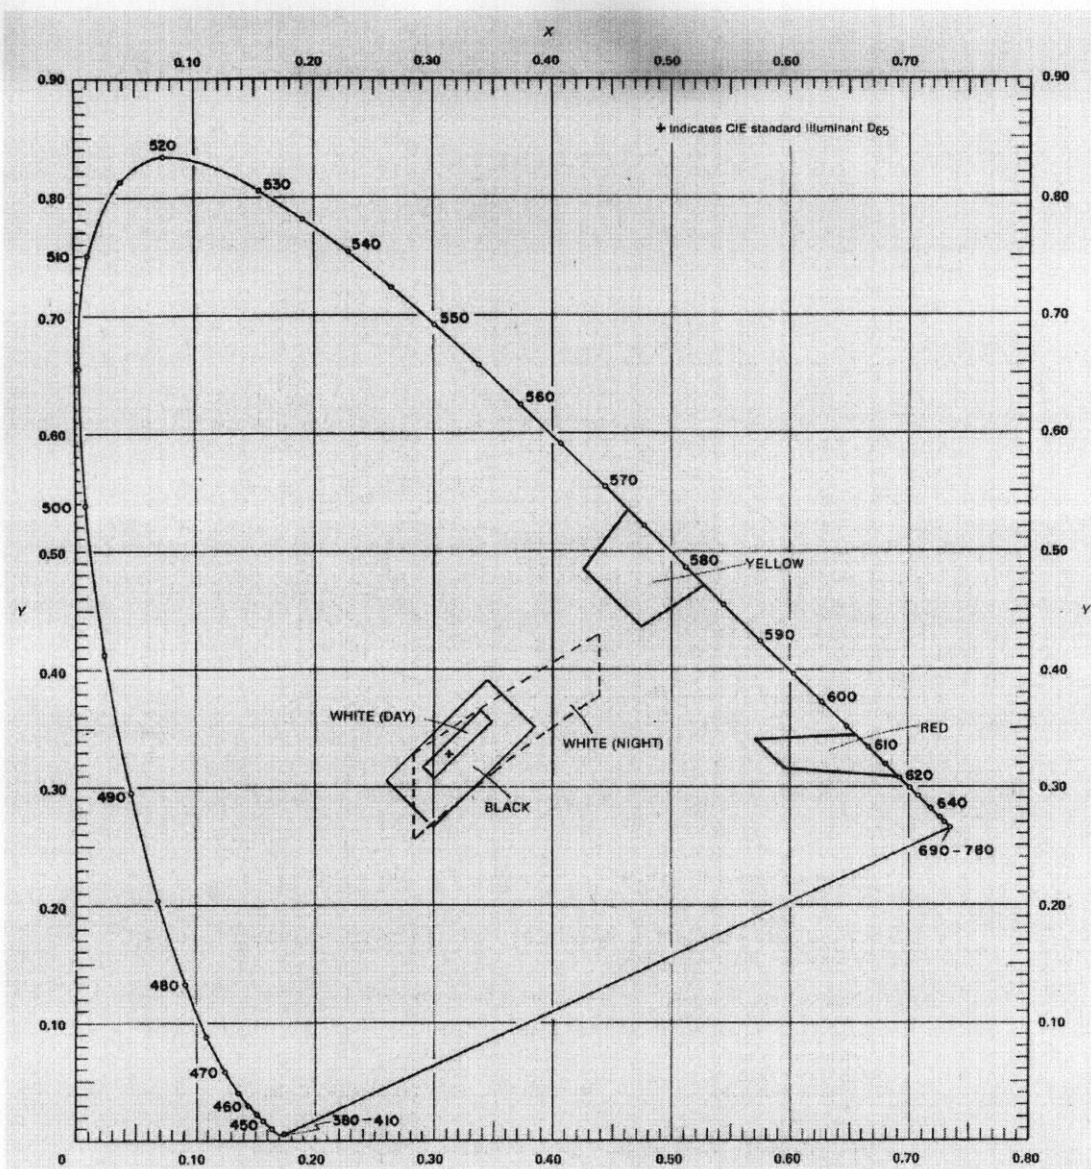 X
0.10 0.20 0.30 0.40 0.50 0.60 0.70
0.90 0.90
✚ Indicates CIE standard Illuminant D65
520
530
0.80 0.80
540
510
0.70 550 0.70
560
0.60 0.60
570
500
0.50 580 0.50
YELLOW
Y 590 Y
0.40 0.40
600
WHITE (DAY)
RED
WHITE (NIGHT) 610
620
0.30 0.30
490 BLACK 640
690-780
0.20 0.20
480
0.10 0.10
470
460
450 380-410
0 0.10 0.20 0.30 0.40 0.50 0.60 0.70 0.80